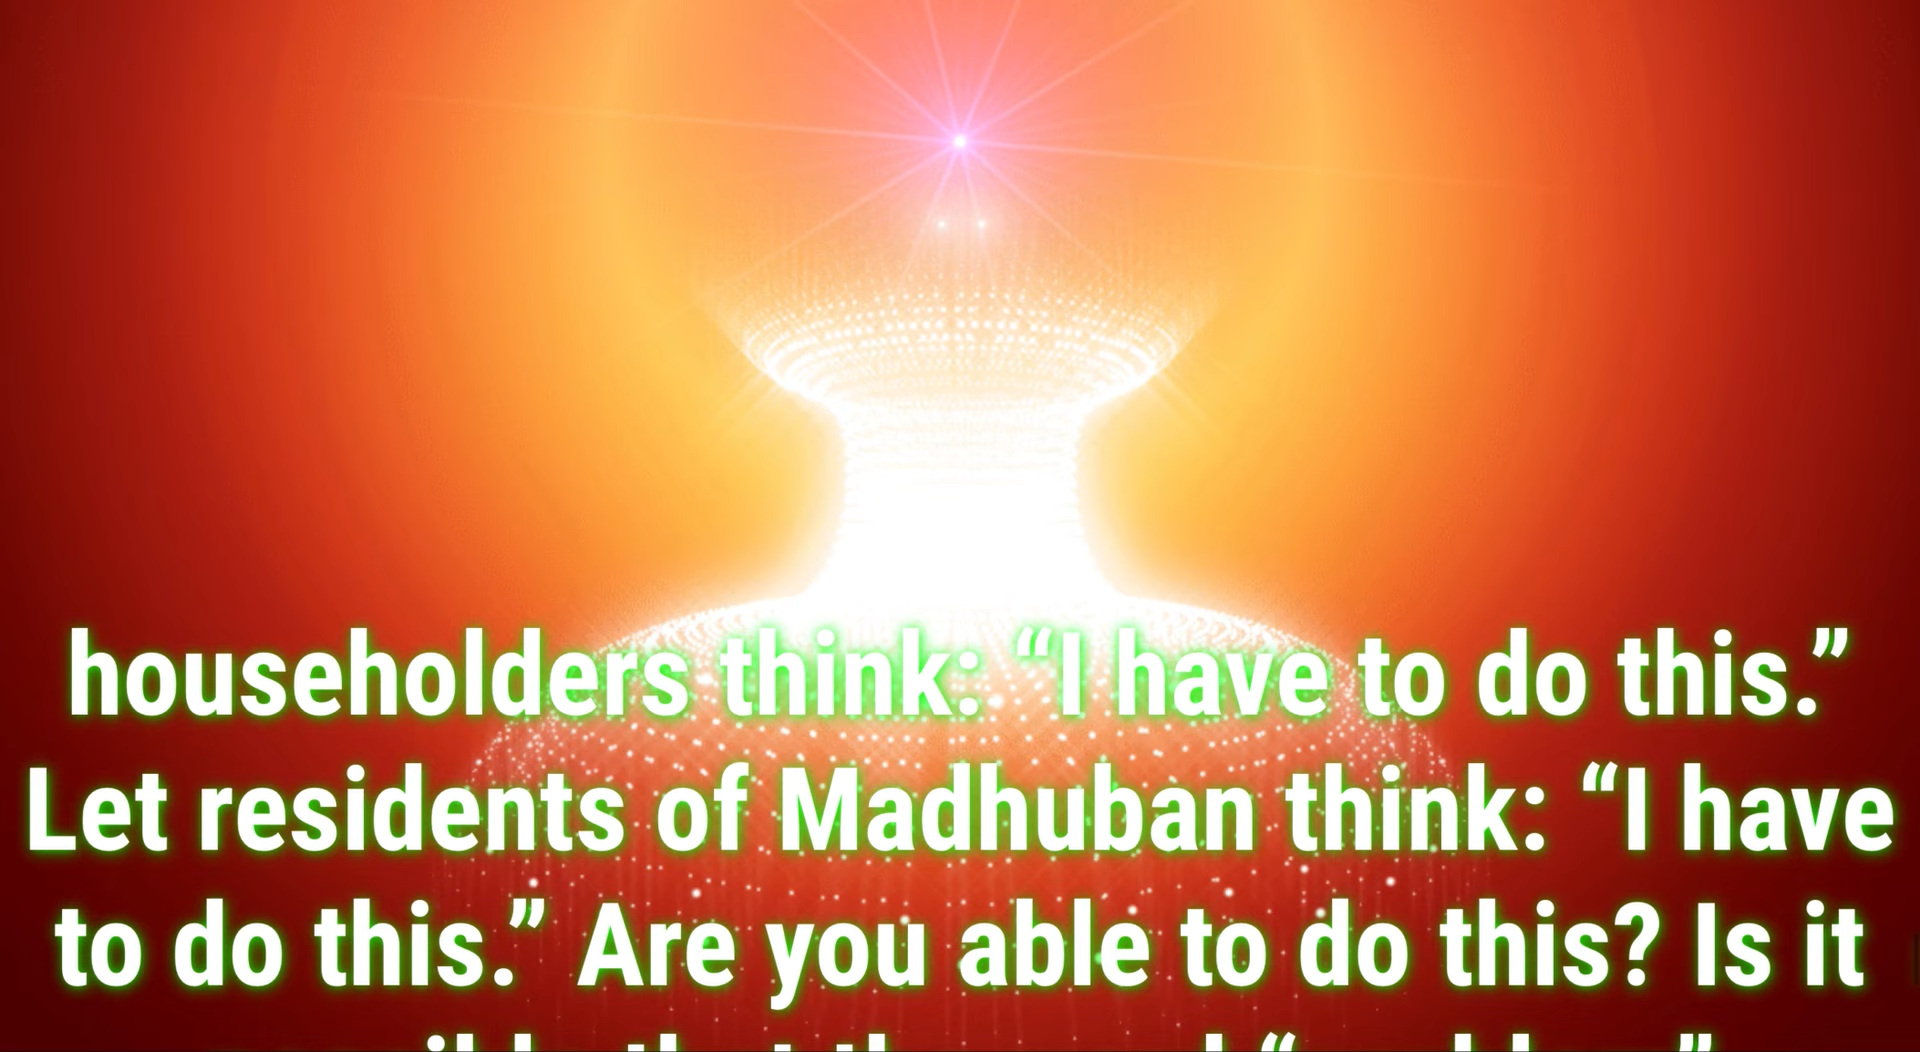 householders think: “I have to do this.”
Let residents of Madhuban think: “I have
to do this.” Are you able to do this? Is it